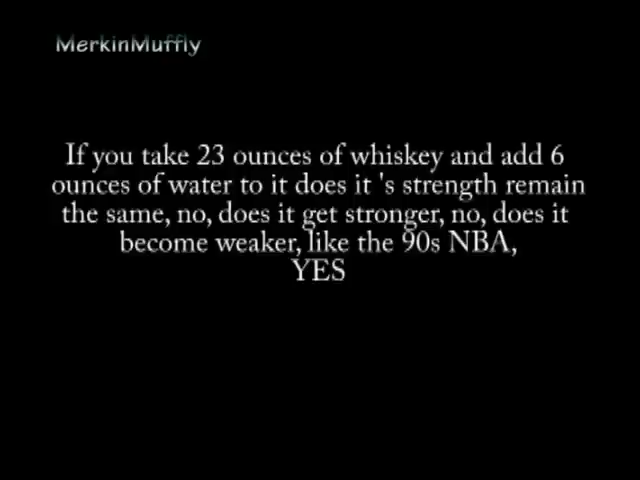 MerkinMuffly
If you take 23 ounces of whiskey and add 6
ounces of water to it does it 's strength remain
the same, no, does it get stronger, no, does it
become weaker, like the 90s NBA,
YES